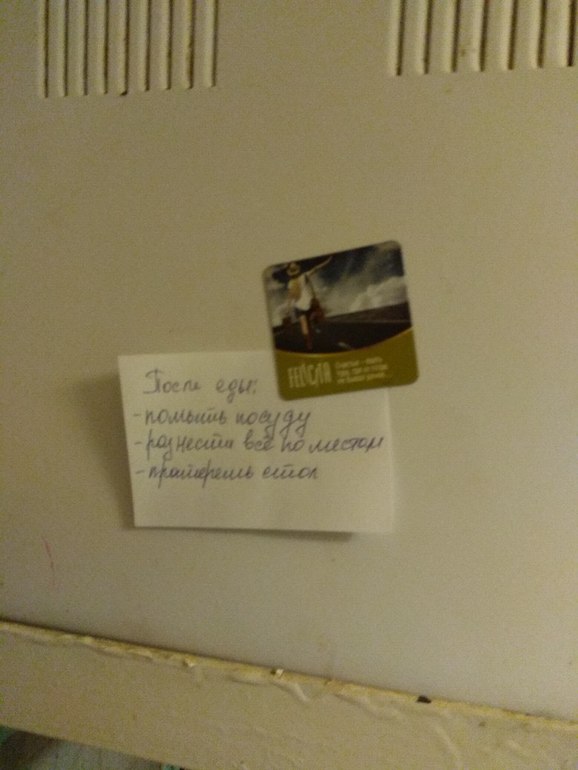 После еды:
- помыть посуду
- разнести всё по местам
- протереть стол